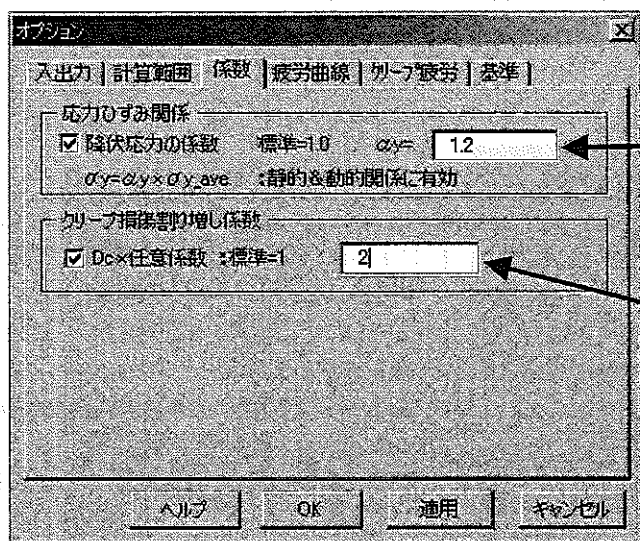 オプション
入出力 計算範囲 係数 疲労曲線 クリープ疲労 基準
応力ひずみ関係
降伏応力の係数 標準=1.0 αy= 1.2
σy=αy×σy_ave :静的&動的関係に有効
クリープ損傷割り増し係数
Dc×任意係数 :標準=1 2
ヘルプ OK 適用 キャンセル